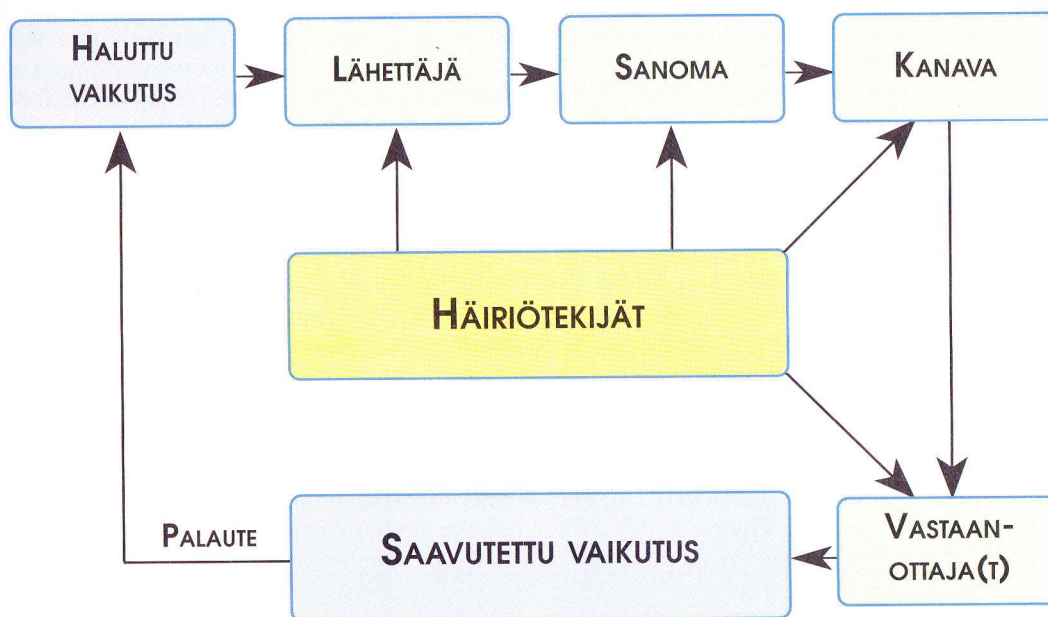 HALUTTU
VAIKUTUS
LÄHETTÄJÄ
SANOMA
KANAVA
HÄIRIÖTEKIJÄT
PALAUTE
SAAVUTETTU VAIKUTUS
VASTAAN-
OTTAJA(T)